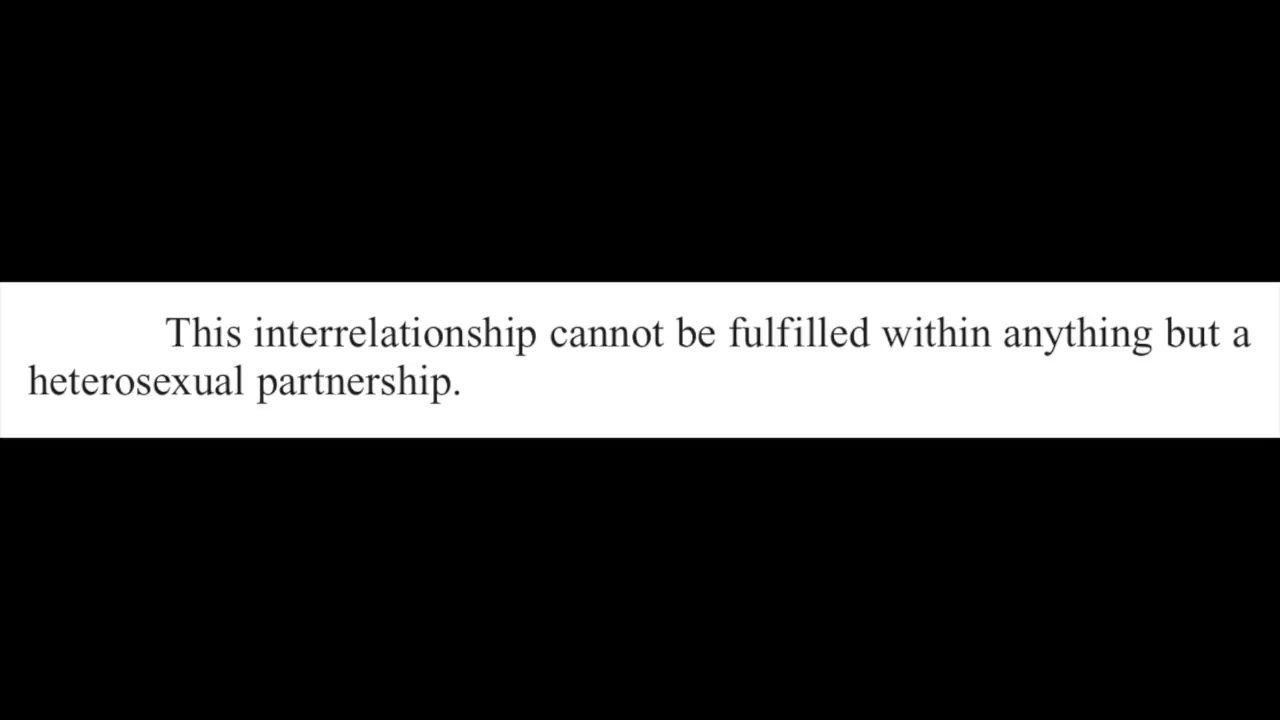 This interrelationship cannot be fulfilled within anything but a
heterosexual partnership.